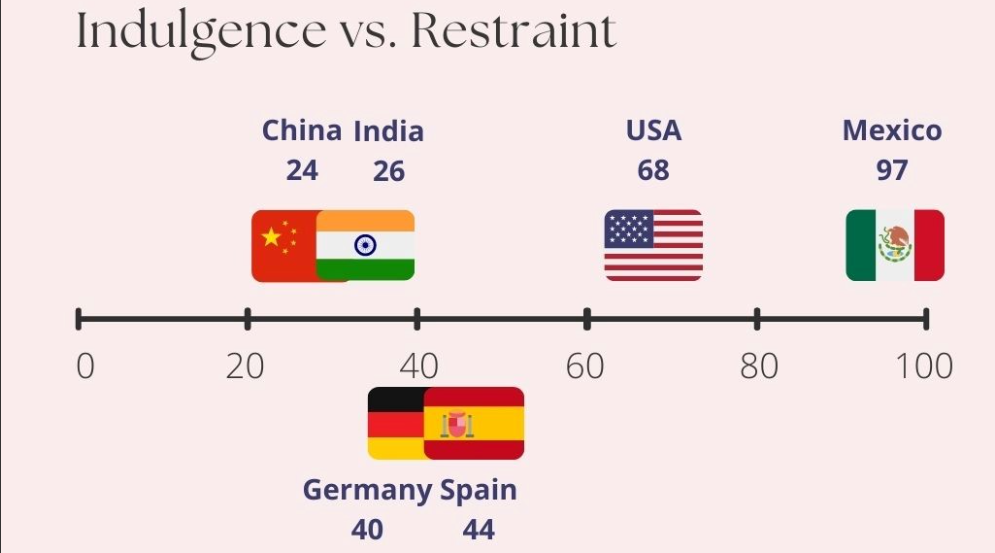 Indulgence vs. Restraint
China India USA Mexico
24 26 68 97
0 20 40 60 80 100
Germany Spain
40 44